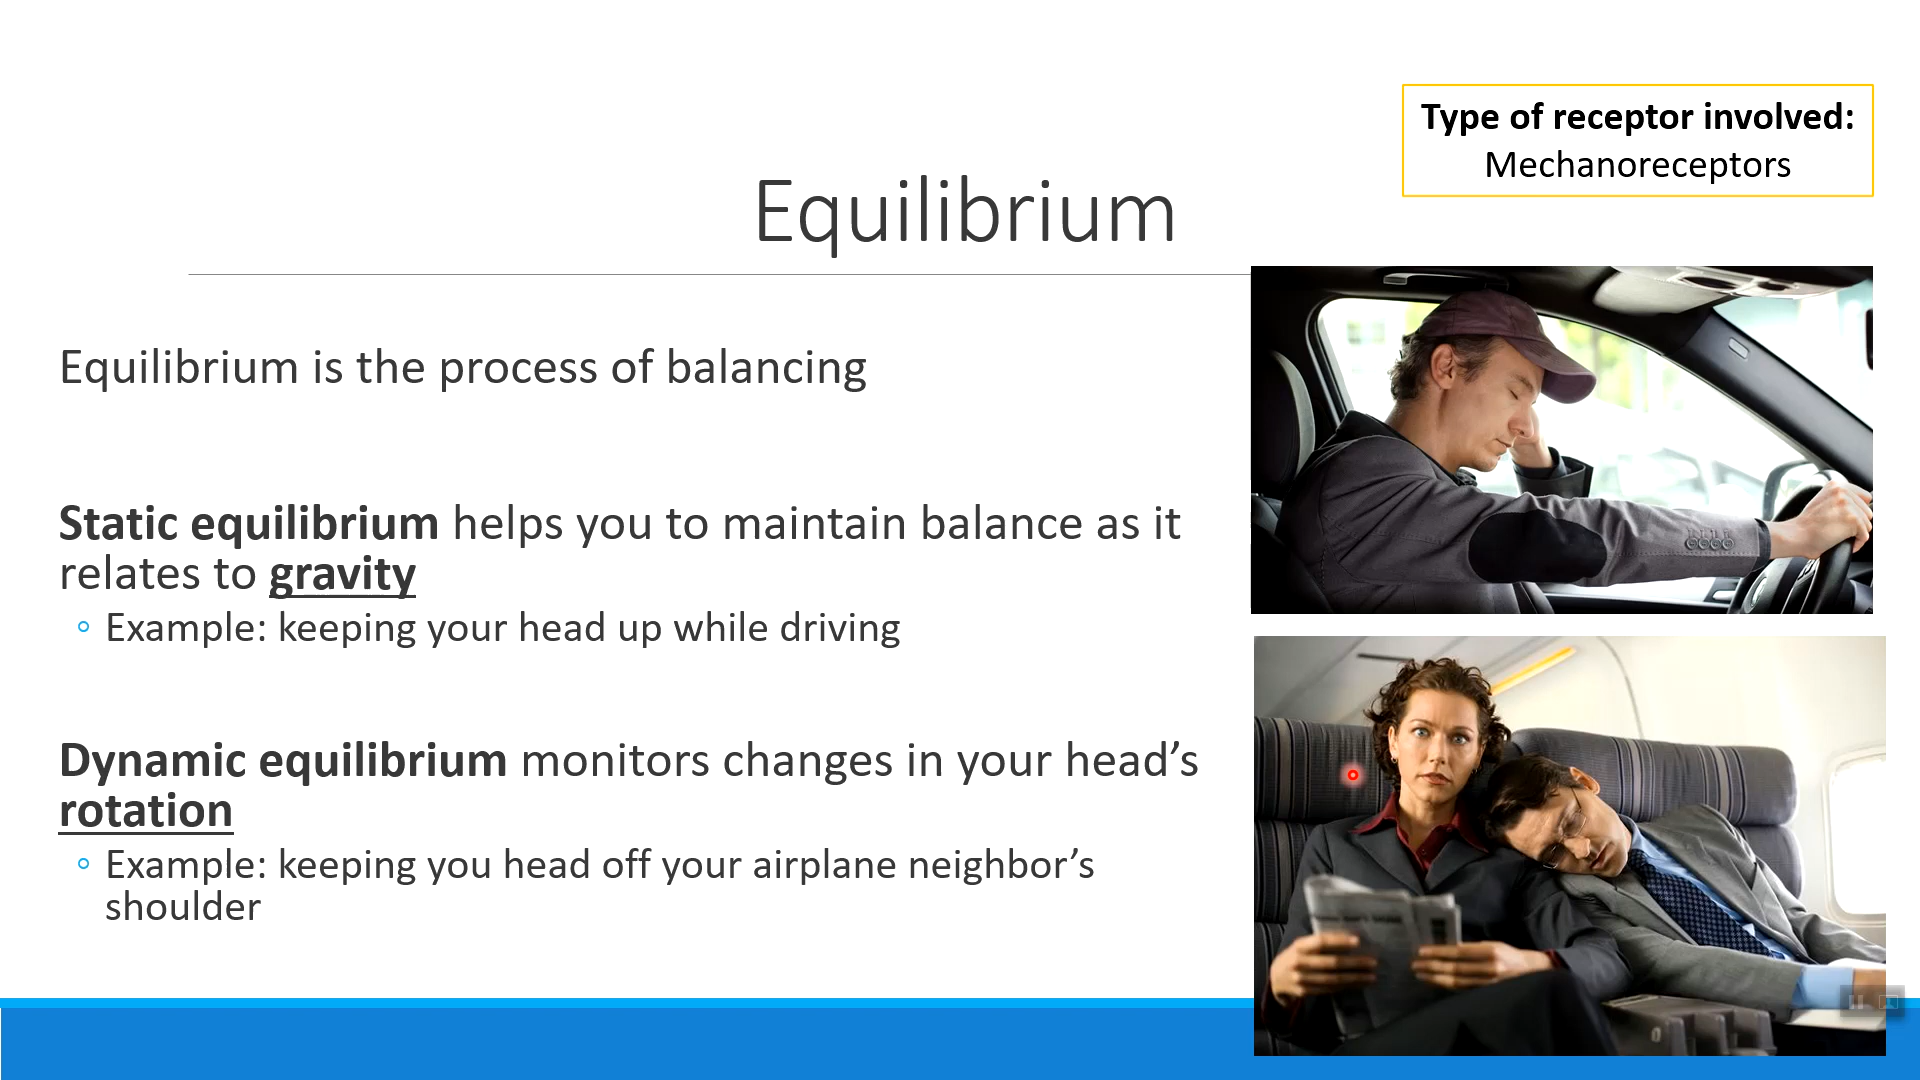 Type of receptor involved:
Mechanoreceptors
Equilibrium
Equilibrium is the process of balancing
Static equilibrium helps you to maintain balance as it
relates to gravity
◦ Example: keeping your head up while driving
Dynamic equilibrium monitors changes in your head’s
rotation
◦ Example: keeping you head off your airplane neighbor’s
shoulder